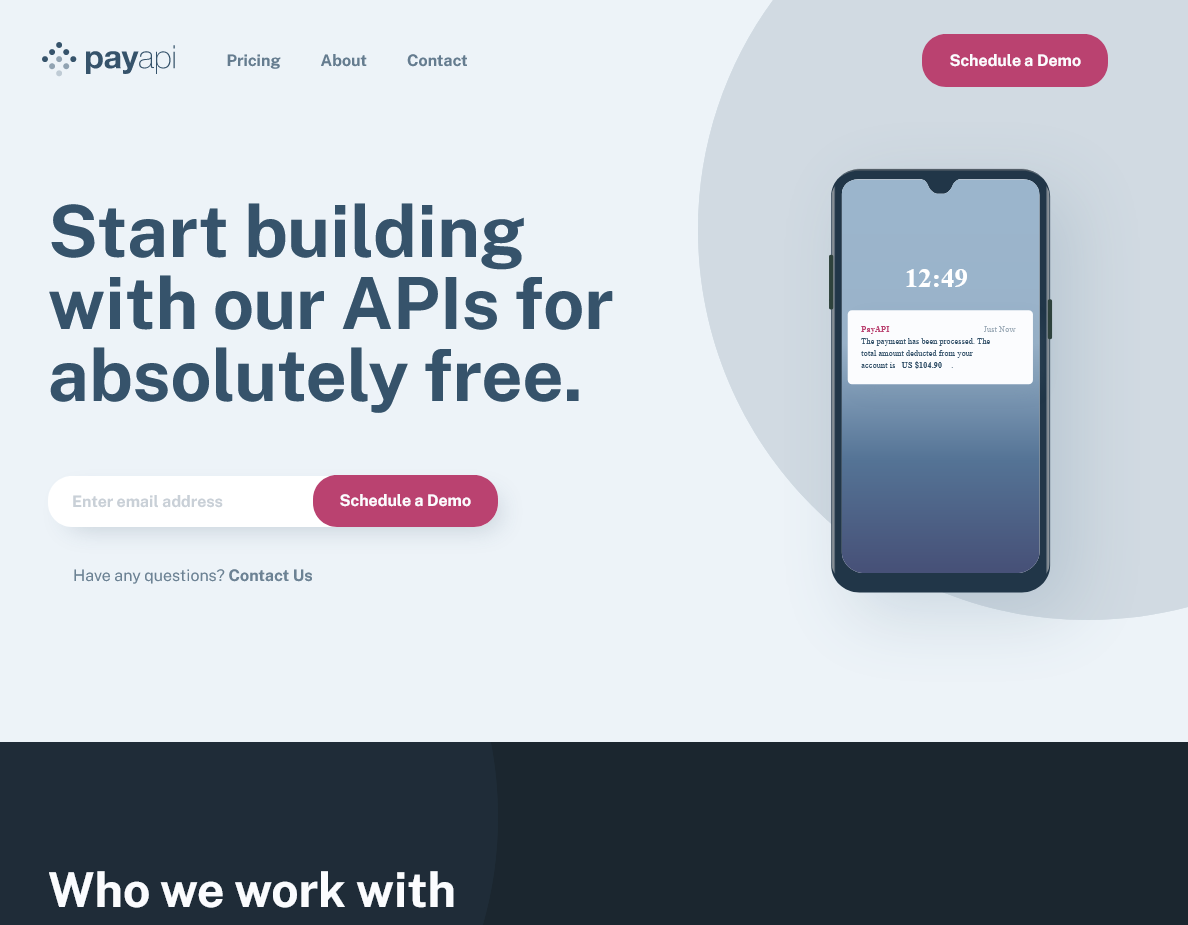 payapi
Pricing
About
Contact
Schedule a Demo
Start building
with our APIs for
absolutely free.
Enter email address
Schedule a Demo
Have any questions? Contact Us
12:49
PayAPI
Just Now
The payment has been processed. The
total amount deducted from your
account is US $104.90 .
Who we work with